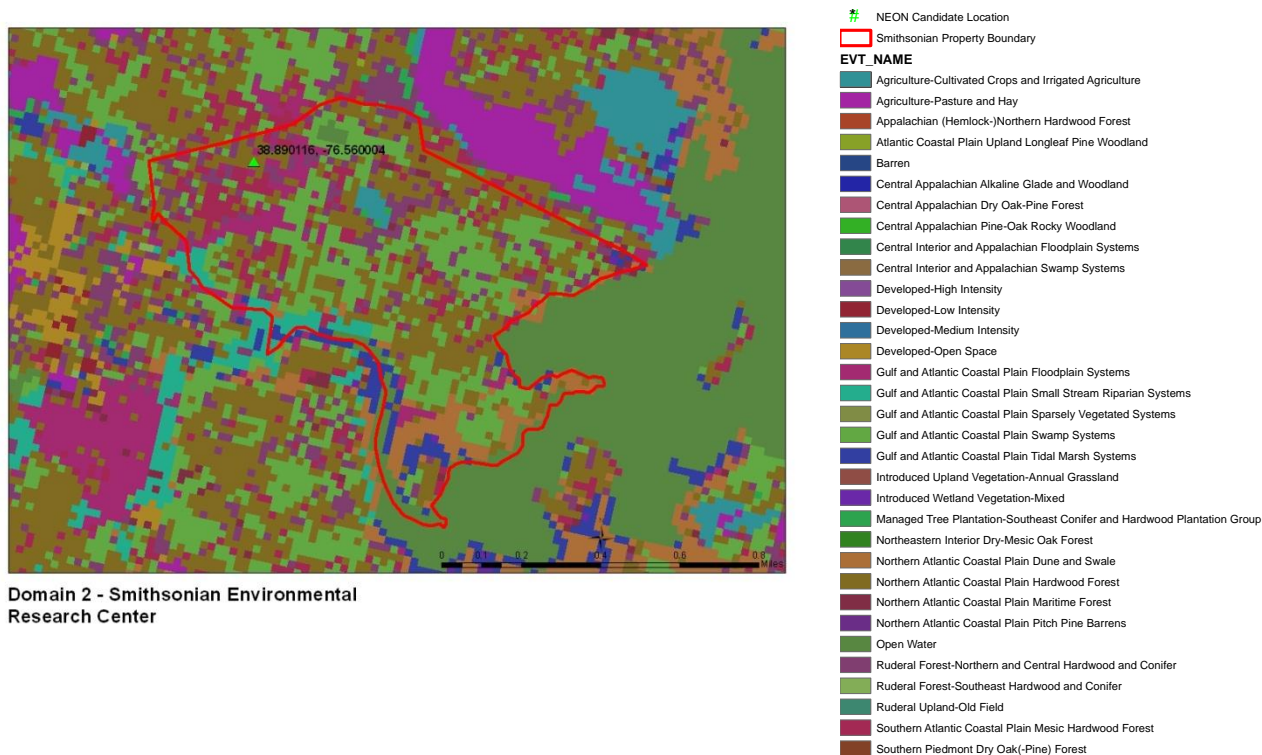 38.890116, -76.560004
0 0.1 0.2 0.4 0.6 0.8
Miles
Domain 2 - Smithsonian Environmental
Research Center
# NEON Candidate Location
Smithsonian Property Boundary
EVT_NAME
Agriculture-Cultivated Crops and Irrigated Agriculture
Agriculture-Pasture and Hay
Appalachian (Hemlock-)Northern Hardwood Forest
Atlantic Coastal Plain Upland Longleaf Pine Woodland
Barren
Central Appalachian Alkaline Glade and Woodland
Central Appalachian Dry Oak-Pine Forest
Central Appalachian Pine-Oak Rocky Woodland
Central Interior and Appalachian Floodplain Systems
Central Interior and Appalachian Swamp Systems
Developed-High Intensity
Developed-Low Intensity
Developed-Medium Intensity
Developed-Open Space
Gulf and Atlantic Coastal Plain Floodplain Systems
Gulf and Atlantic Coastal Plain Small Stream Riparian Systems
Gulf and Atlantic Coastal Plain Sparsely Vegetated Systems
Gulf and Atlantic Coastal Plain Swamp Systems
Gulf and Atlantic Coastal Plain Tidal Marsh Systems
Introduced Upland Vegetation-Annual Grassland
Introduced Wetland Vegetation-Mixed
Managed Tree Plantation-Southeast Conifer and Hardwood Plantation Group
Northeastern Interior Dry-Mesic Oak Forest
Northern Atlantic Coastal Plain Dune and Swale
Northern Atlantic Coastal Plain Hardwood Forest
Northern Atlantic Coastal Plain Maritime Forest
Northern Atlantic Coastal Plain Pitch Pine Barrens
Open Water
Ruderal Forest-Northern and Central Hardwood and Conifer
Ruderal Forest-Southeast Hardwood and Conifer
Ruderal Upland-Old Field
Southern Atlantic Coastal Plain Mesic Hardwood Forest
Southern Piedmont Dry Oak(-Pine) Forest